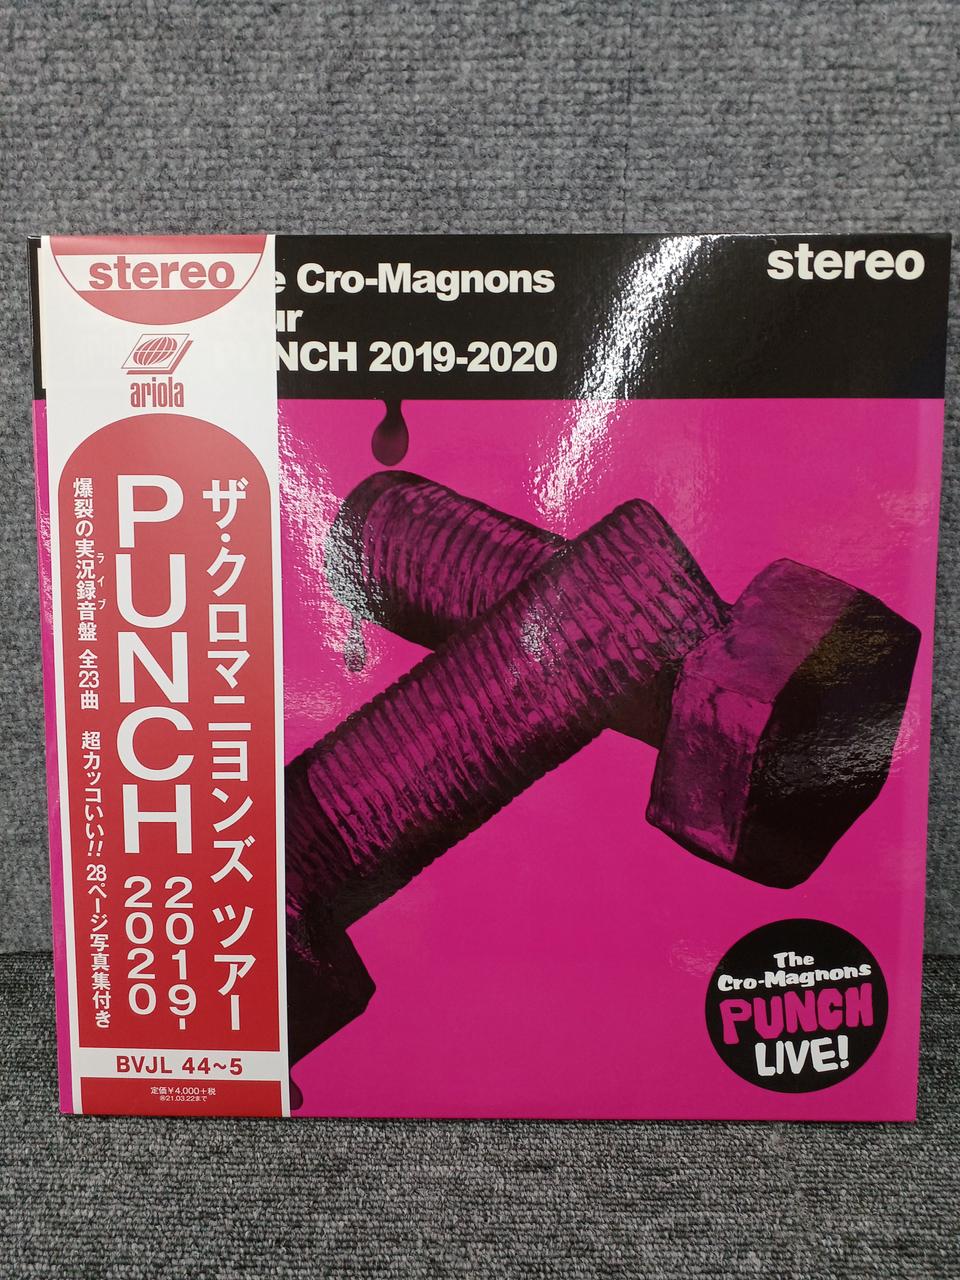 stereo
ariola
ザ・クロマニヨンズ ツアー
PUNCH 2019-2020
爆裂の実況録音盤 全23曲 超カッコいい!! 28ページ写真集付き
ライブ
BVJL 44~5
定価¥4,000+税
㊟21.03.22まで
e Cro-Magnons
ur
NCH 2019-2020
stereo
The
Cro-Magnons
PUNCH
LIVE!